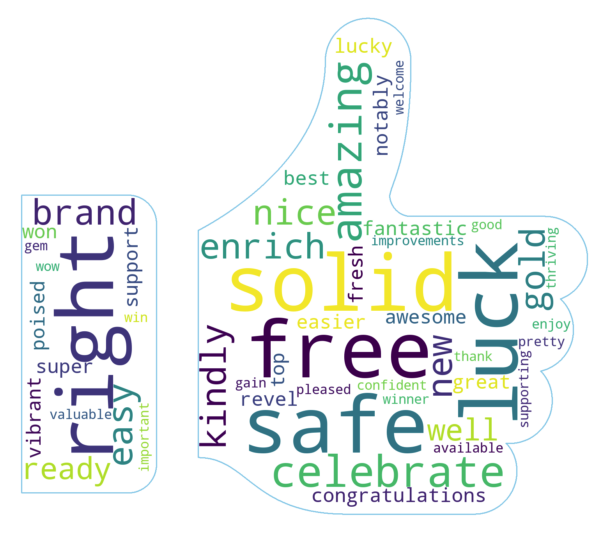 lucky
welcome
notably
amazing
best
nice
fantastic
good
improvements
enrich
fresh
solid
luck
gold
thriving
easier
awesome
free
new
enjoy
pretty
thank
top
gain
pleased
confident
great
supporting
revel
winner
kindly
safe
well
available
celebrate
congratulations
brand
won
gem
wow
support
right
poised
win
super
vibrant
valuable
easy
important
ready